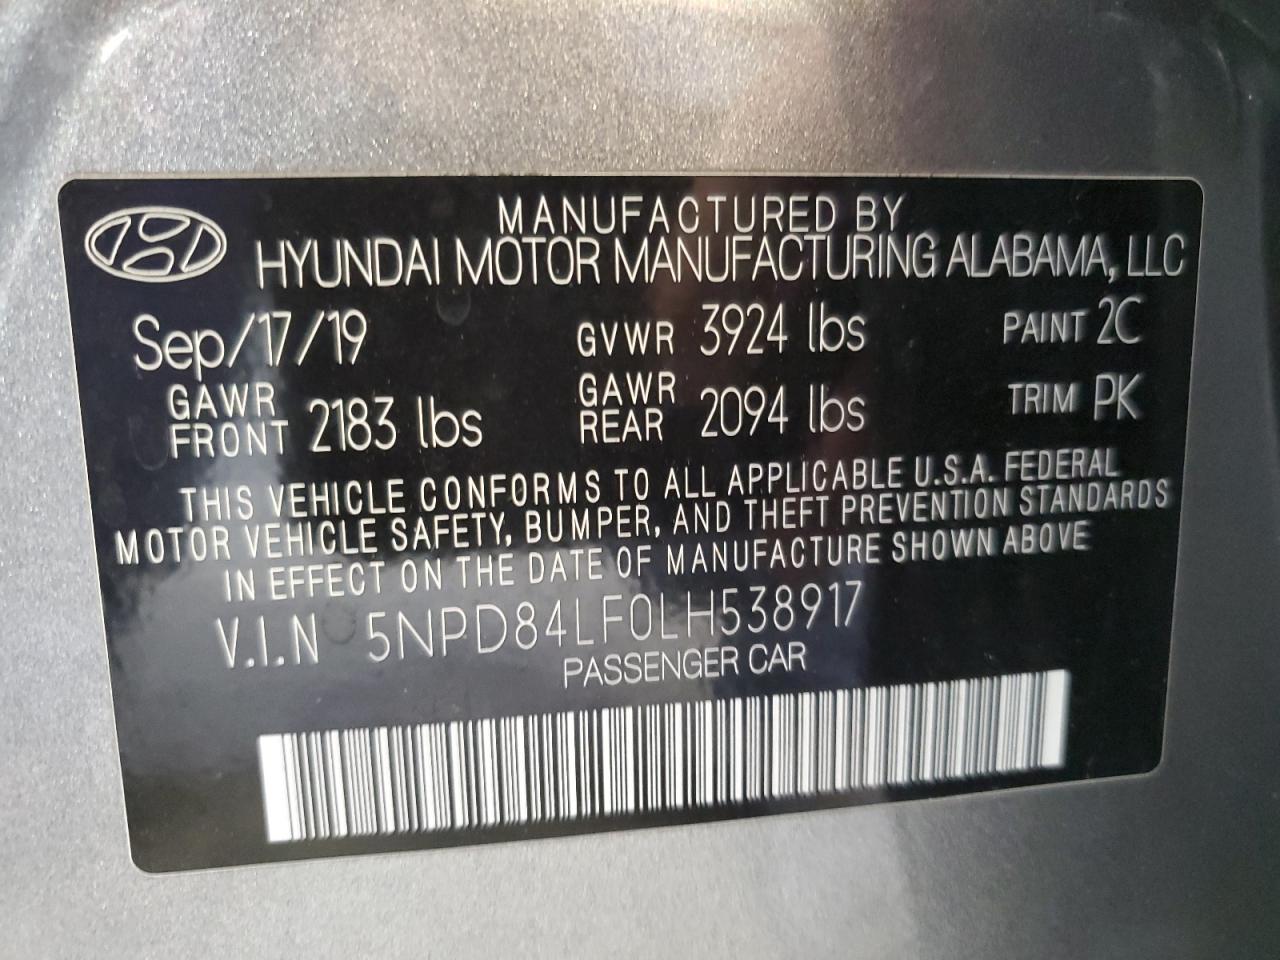 MANUFACTURED BY
HYUNDAI MOTOR MANUFACTURING ALABAMA, LLC
Sep/17/19 GVWR 3924 lbs PAINT 2C
GAWR FRONT 2183 lbs GAWR REAR 2094 lbs TRIM PK
THIS VEHICLE CONFORMS TO ALL APPLICABLE U.S.A. FEDERAL
MOTOR VEHICLE SAFETY, BUMPER, AND THEFT PREVENTION STANDARDS
IN EFFECT ON THE DATE OF MANUFACTURE SHOWN ABOVE
V.I.N 5NPD84LF0LH538917
PASSENGER CAR